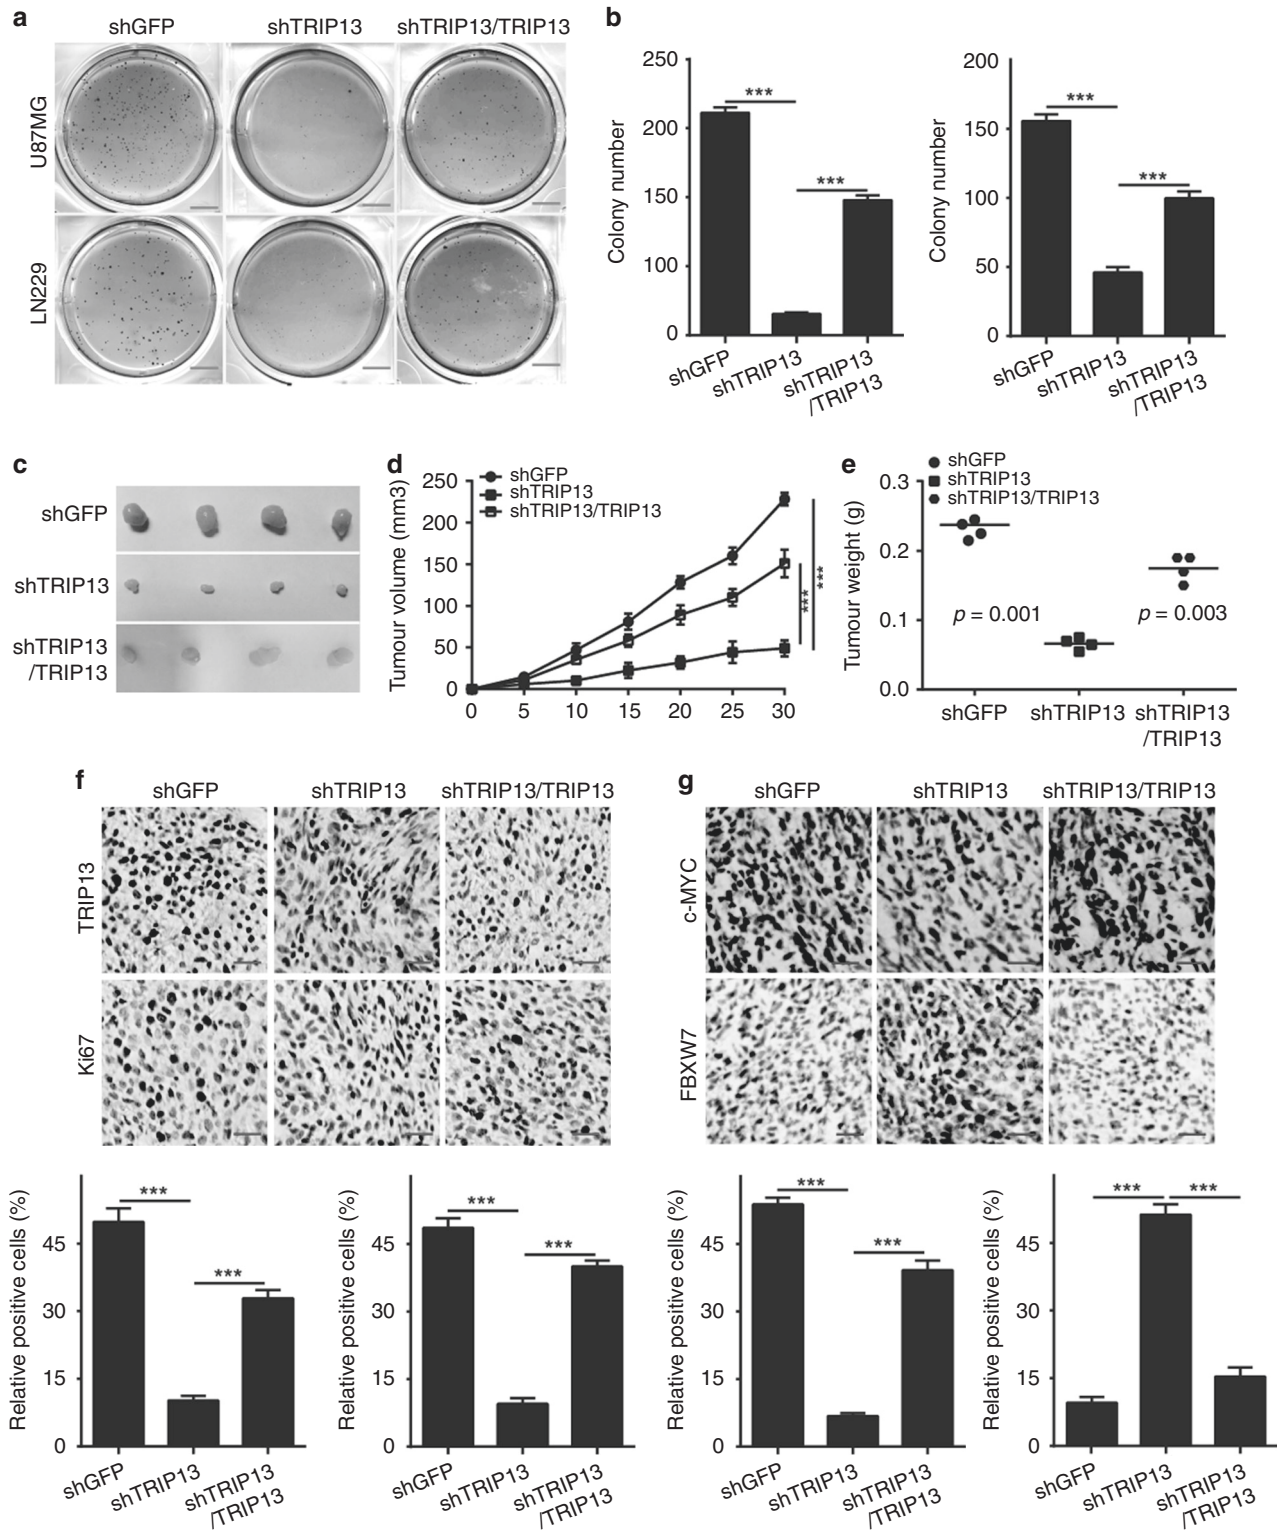 a
shGFP shTRIP13 shTRIP13/TRIP13
U87MG
LN229
b
Colony number
250
200
150
100
0
***
***
shGFP
shTRIP13
shTRIP13
/TRIP13
Colony number
200
150
100
50
0
***
***
shGFP
shTRIP13
shTRIP13
/TRIP13
c
shGFP
shTRIP13
shTRIP13
/TRIP13
d
Tumour volume (mm3)
250
200
150
100
50
0
shGFP
shTRIP13
shTRIP13/TRIP13
***
***
0 5 10 15 20 25 30
e
Tumour weight (g)
0.3
0.2
0.1
0.0
shGFP
shTRIP13
shTRIP13/TRIP13
p = 0.001
p = 0.003
shGFP shTRIP13 shTRIP13
/TRIP13
f
shGFP shTRIP13 shTRIP13/TRIP13
TRIP13
Ki67
Relative positive cells (%)
45
30
15
0
***
***
shGFP
shTRIP13
shTRIP13
/TRIP13
Relative positive cells (%)
45
30
15
0
***
***
shGFP
shTRIP13
shTRIP13
/TRIP13
g
shGFP shTRIP13 shTRIP13/TRIP13
c-MYC
FBXW7
Relative positive cells (%)
45
30
15
0
***
***
shGFP
shTRIP13
shTRIP13
/TRIP13
Relative positive cells (%)
45
30
15
0
***
***
shGFP
shTRIP13
shTRIP13
/TRIP13